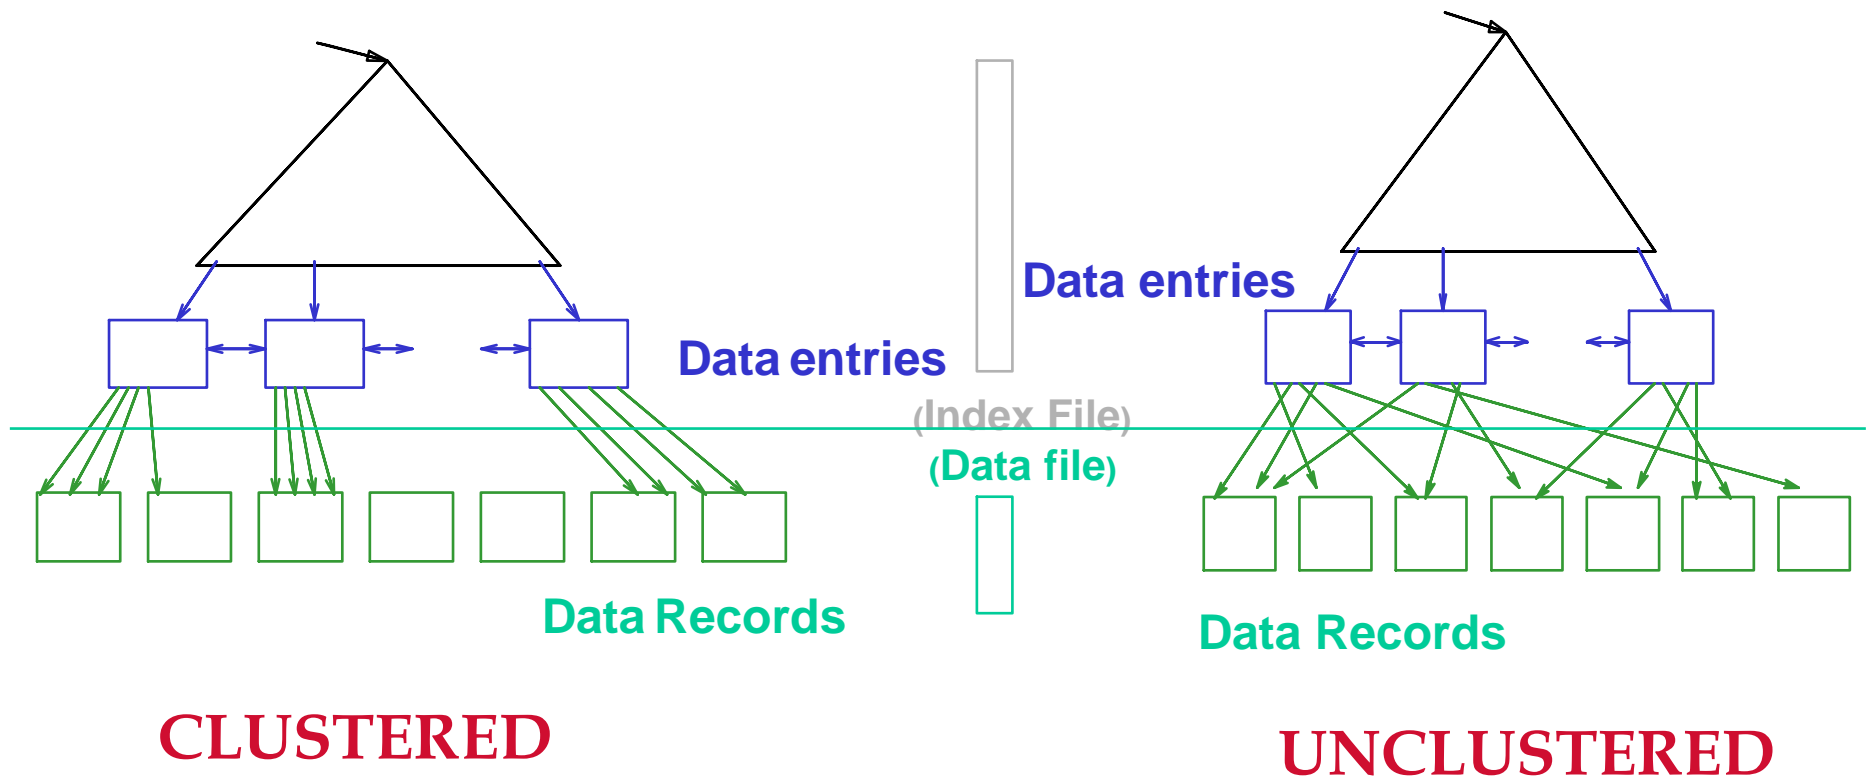 Data entries
Data entries
(Index File)
(Data file)
Data Records
Data Records
CLUSTERED
UNCLUSTERED